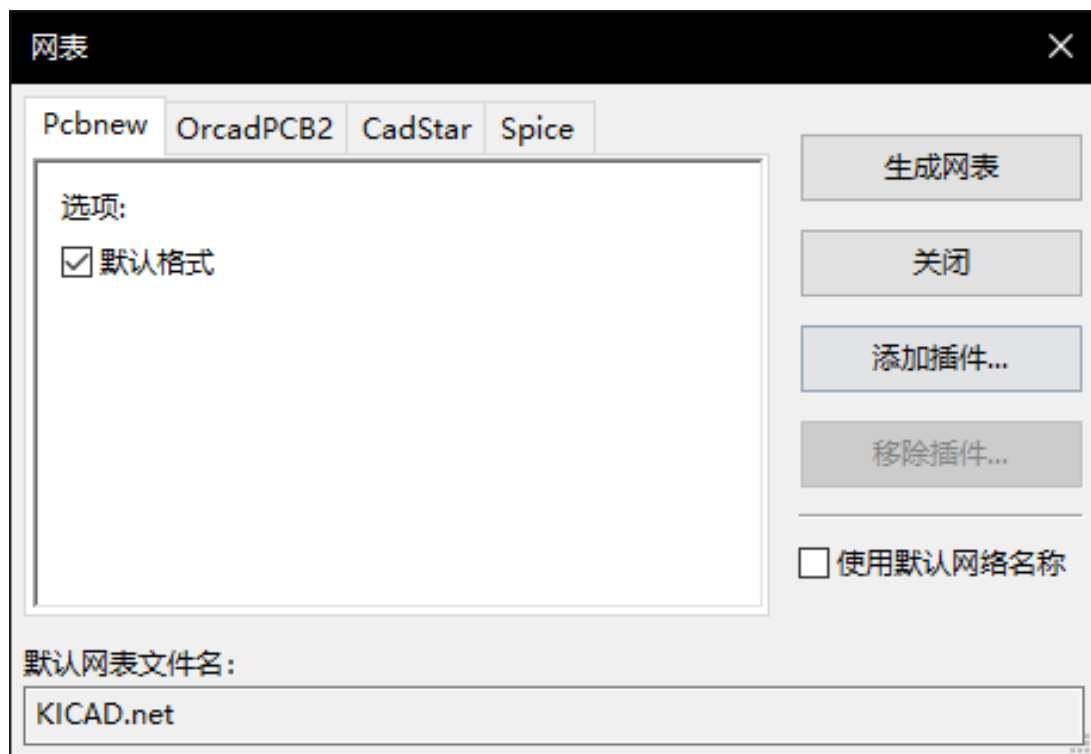 网表
Pcbnew
OrcadPCB2
CadStar
Spice
选项:
默认格式
生成网表
关闭
添加插件...
移除插件...
使用默认网络名称
默认网表文件名:
KICAD.net